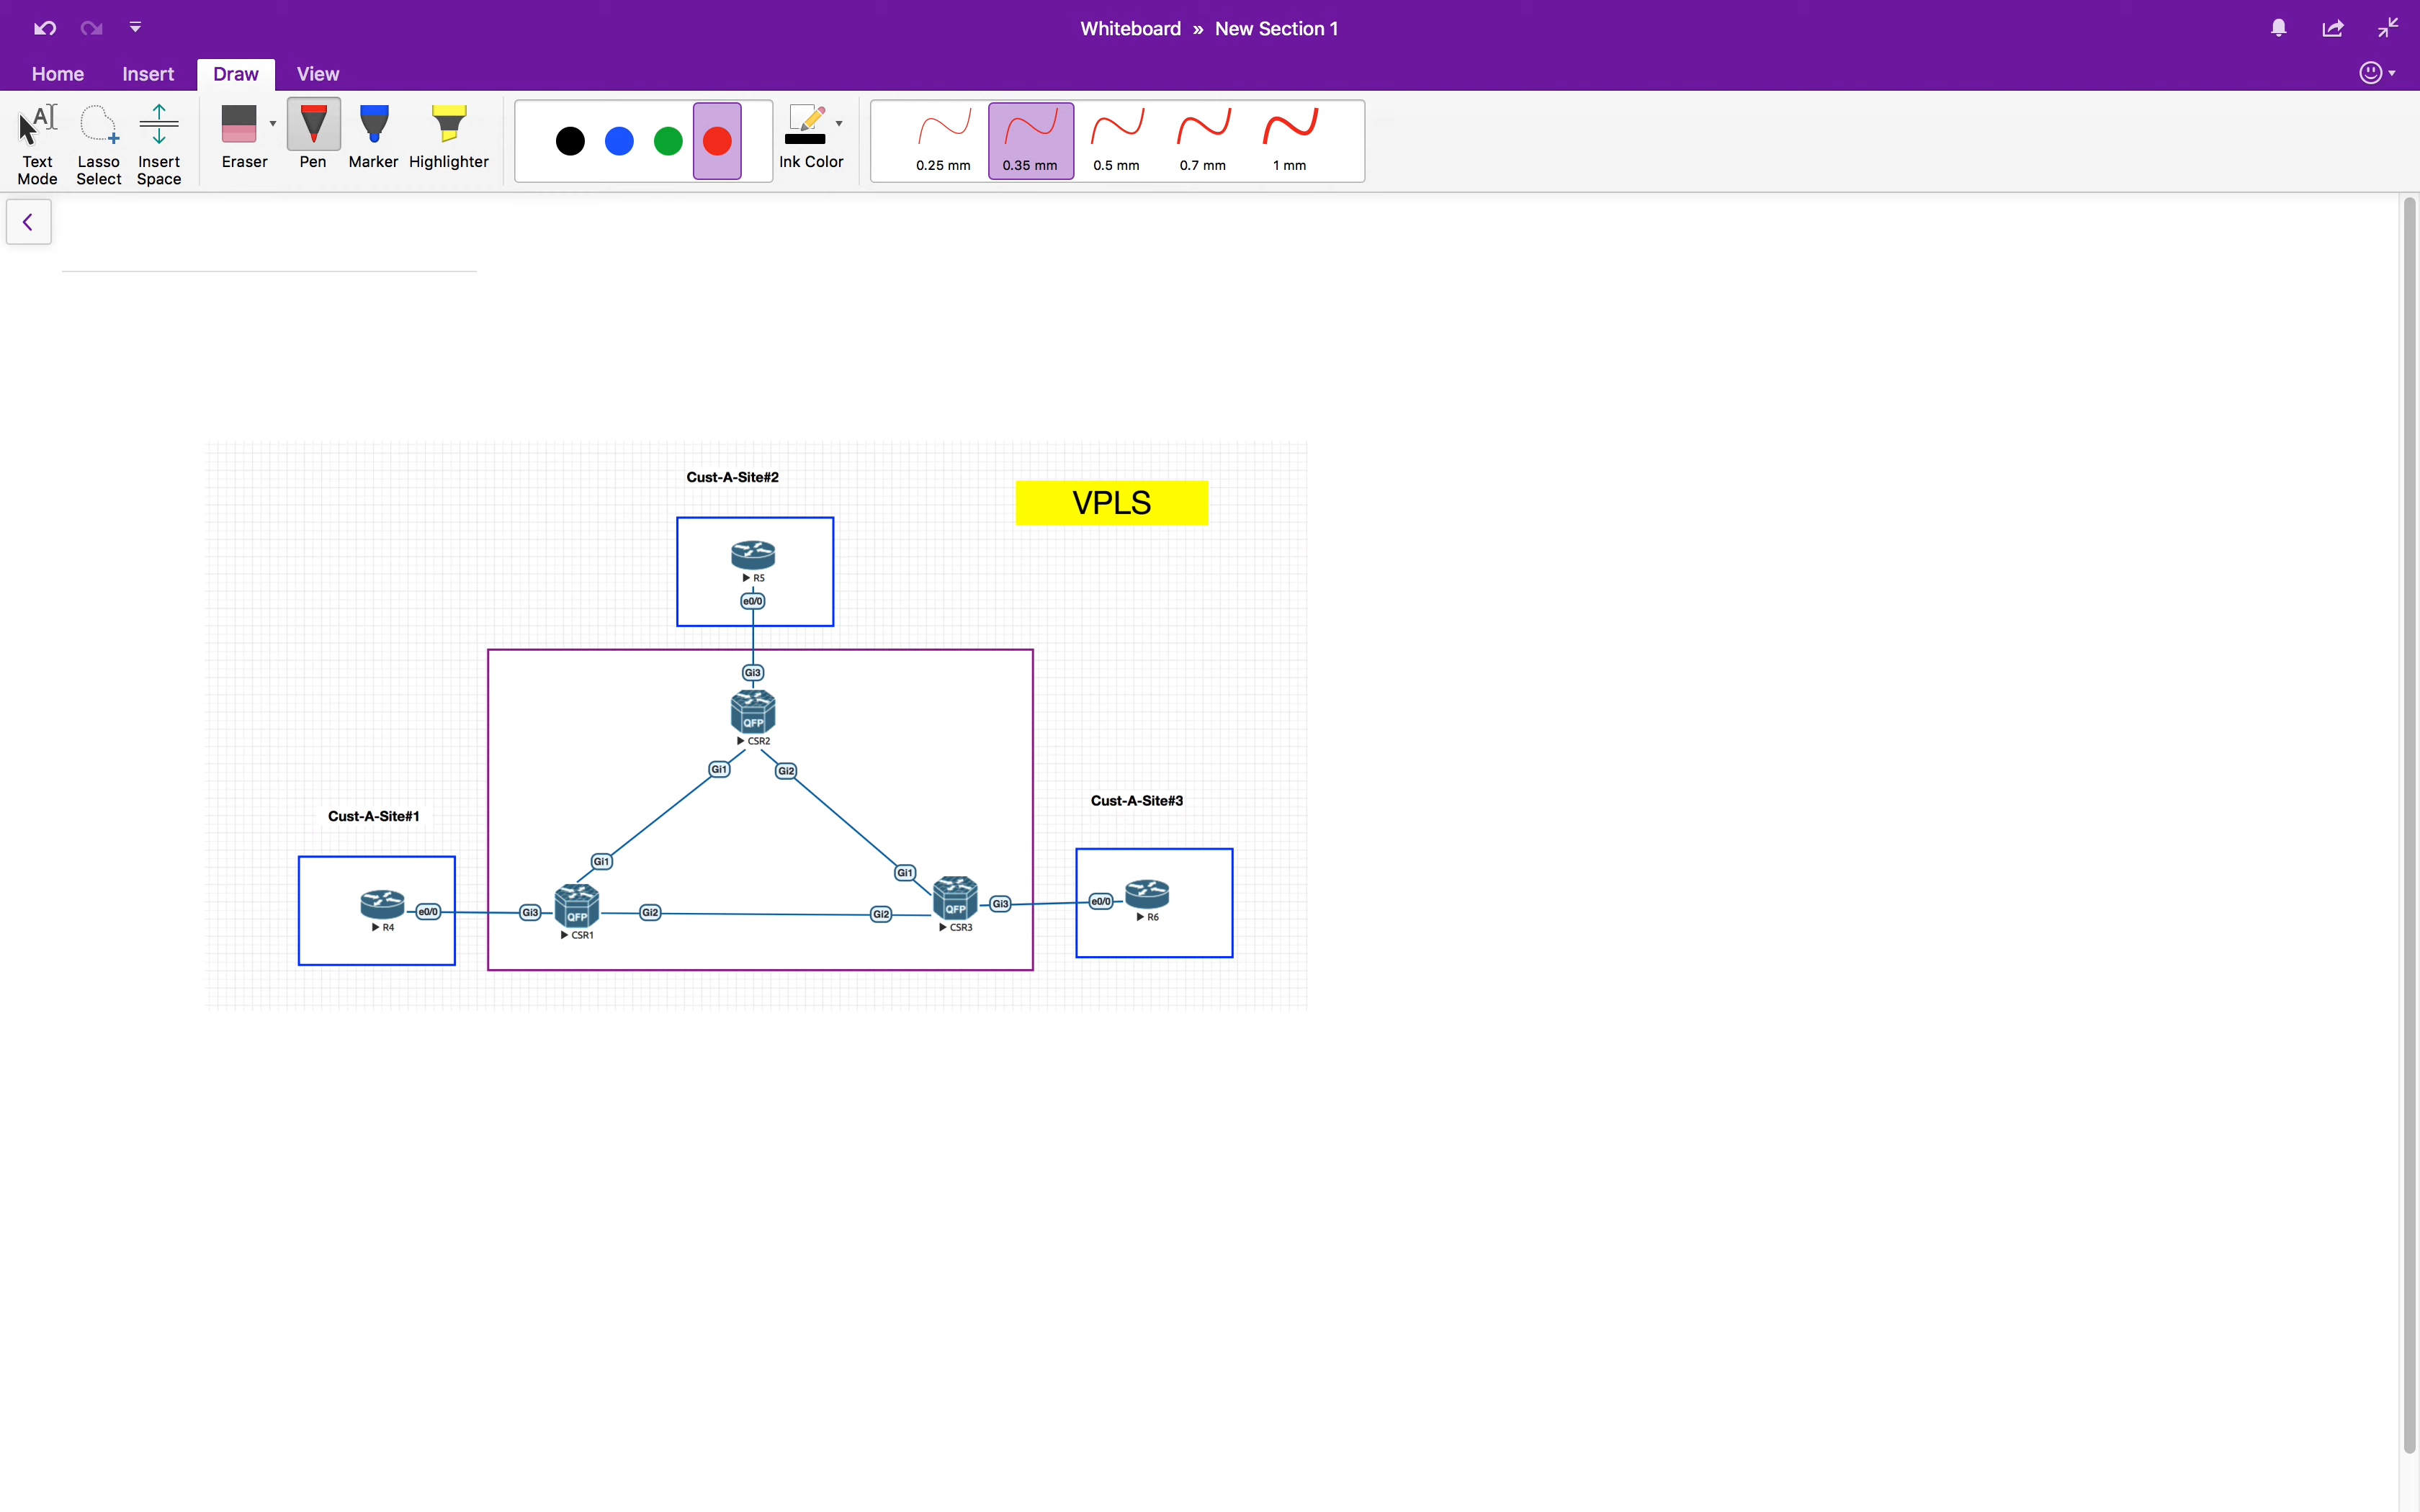 Whiteboard » New Section 1
Home Insert Draw View
Text Mode
Lasso Select
Insert Space
Eraser
Pen
Marker
Highlighter
Ink Color
0.25 mm
0.35 mm
0.5 mm
0.7 mm
1 mm
Cust-A-Site#2
VPLS
R5
e0/0
Gi3
QFP
CSR2
Gi1
Gi2
Cust-A-Site#3
Cust-A-Site#1
Gi1
Gi1
R4
e0/0
Gi3
QFP
CSR1
Gi2
Gi2
QFP
CSR3
Gi3
e0/0
R6